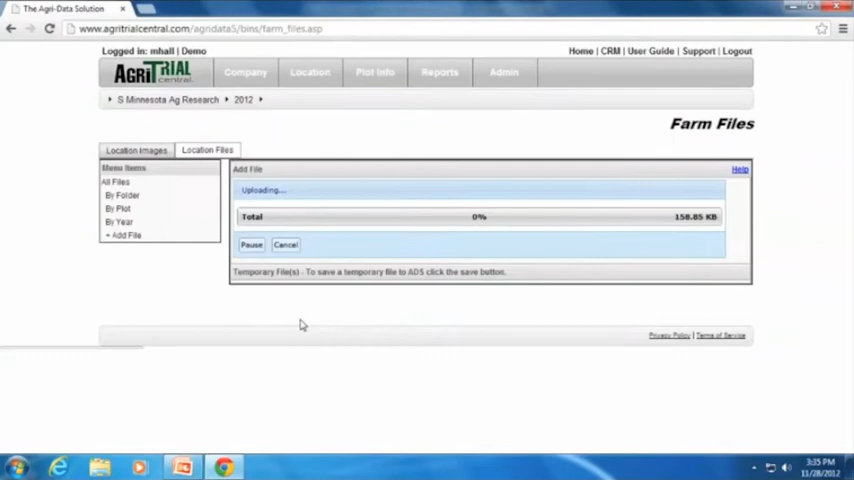 The Agri-Data Solution
www.agritrialcentral.com/agridata5/bins/farm_files.asp
Logged in: mhall | Demo
Home | CRM | User Guide | Support | Logout
AGRITRIAL central.
Company
Location
Plot Info
Reports
Admin
S Minnesota Ag Research
2012
Farm Files
Location Images
Location Files
Menu Items
All Files
By Folder
By Plot
By Year
+ Add File
Add File
Help
Uploading...
Total 0% 158.85 KB
Pause
Cancel
Temporary File(s) - To save a temporary file to ADS click the save button.
Privacy Policy | Terms of Service
3:35 PM
11/28/2012